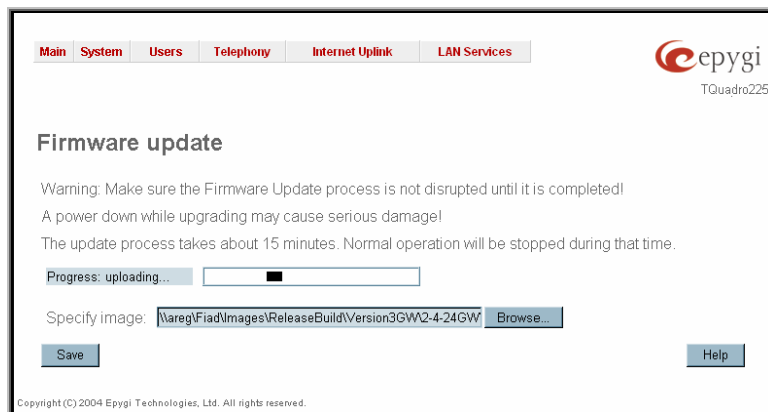 Main System Users Telephony Internet Uplink LAN Services
epygi
TQuadro225
Firmware update
Warning: Make sure the Firmware Update process is not disrupted until it is completed!
A power down while upgrading may cause serious damage!
The update process takes about 15 minutes. Normal operation will be stopped during that time.
Progress: uploading...
Specify image: \\areg\Fiad\Images\ReleaseBuild\Version3GW\2-4-24GW Browse...
Save Help
Copyright (C) 2004 Epygi Technologies, Ltd. All rights reserved.